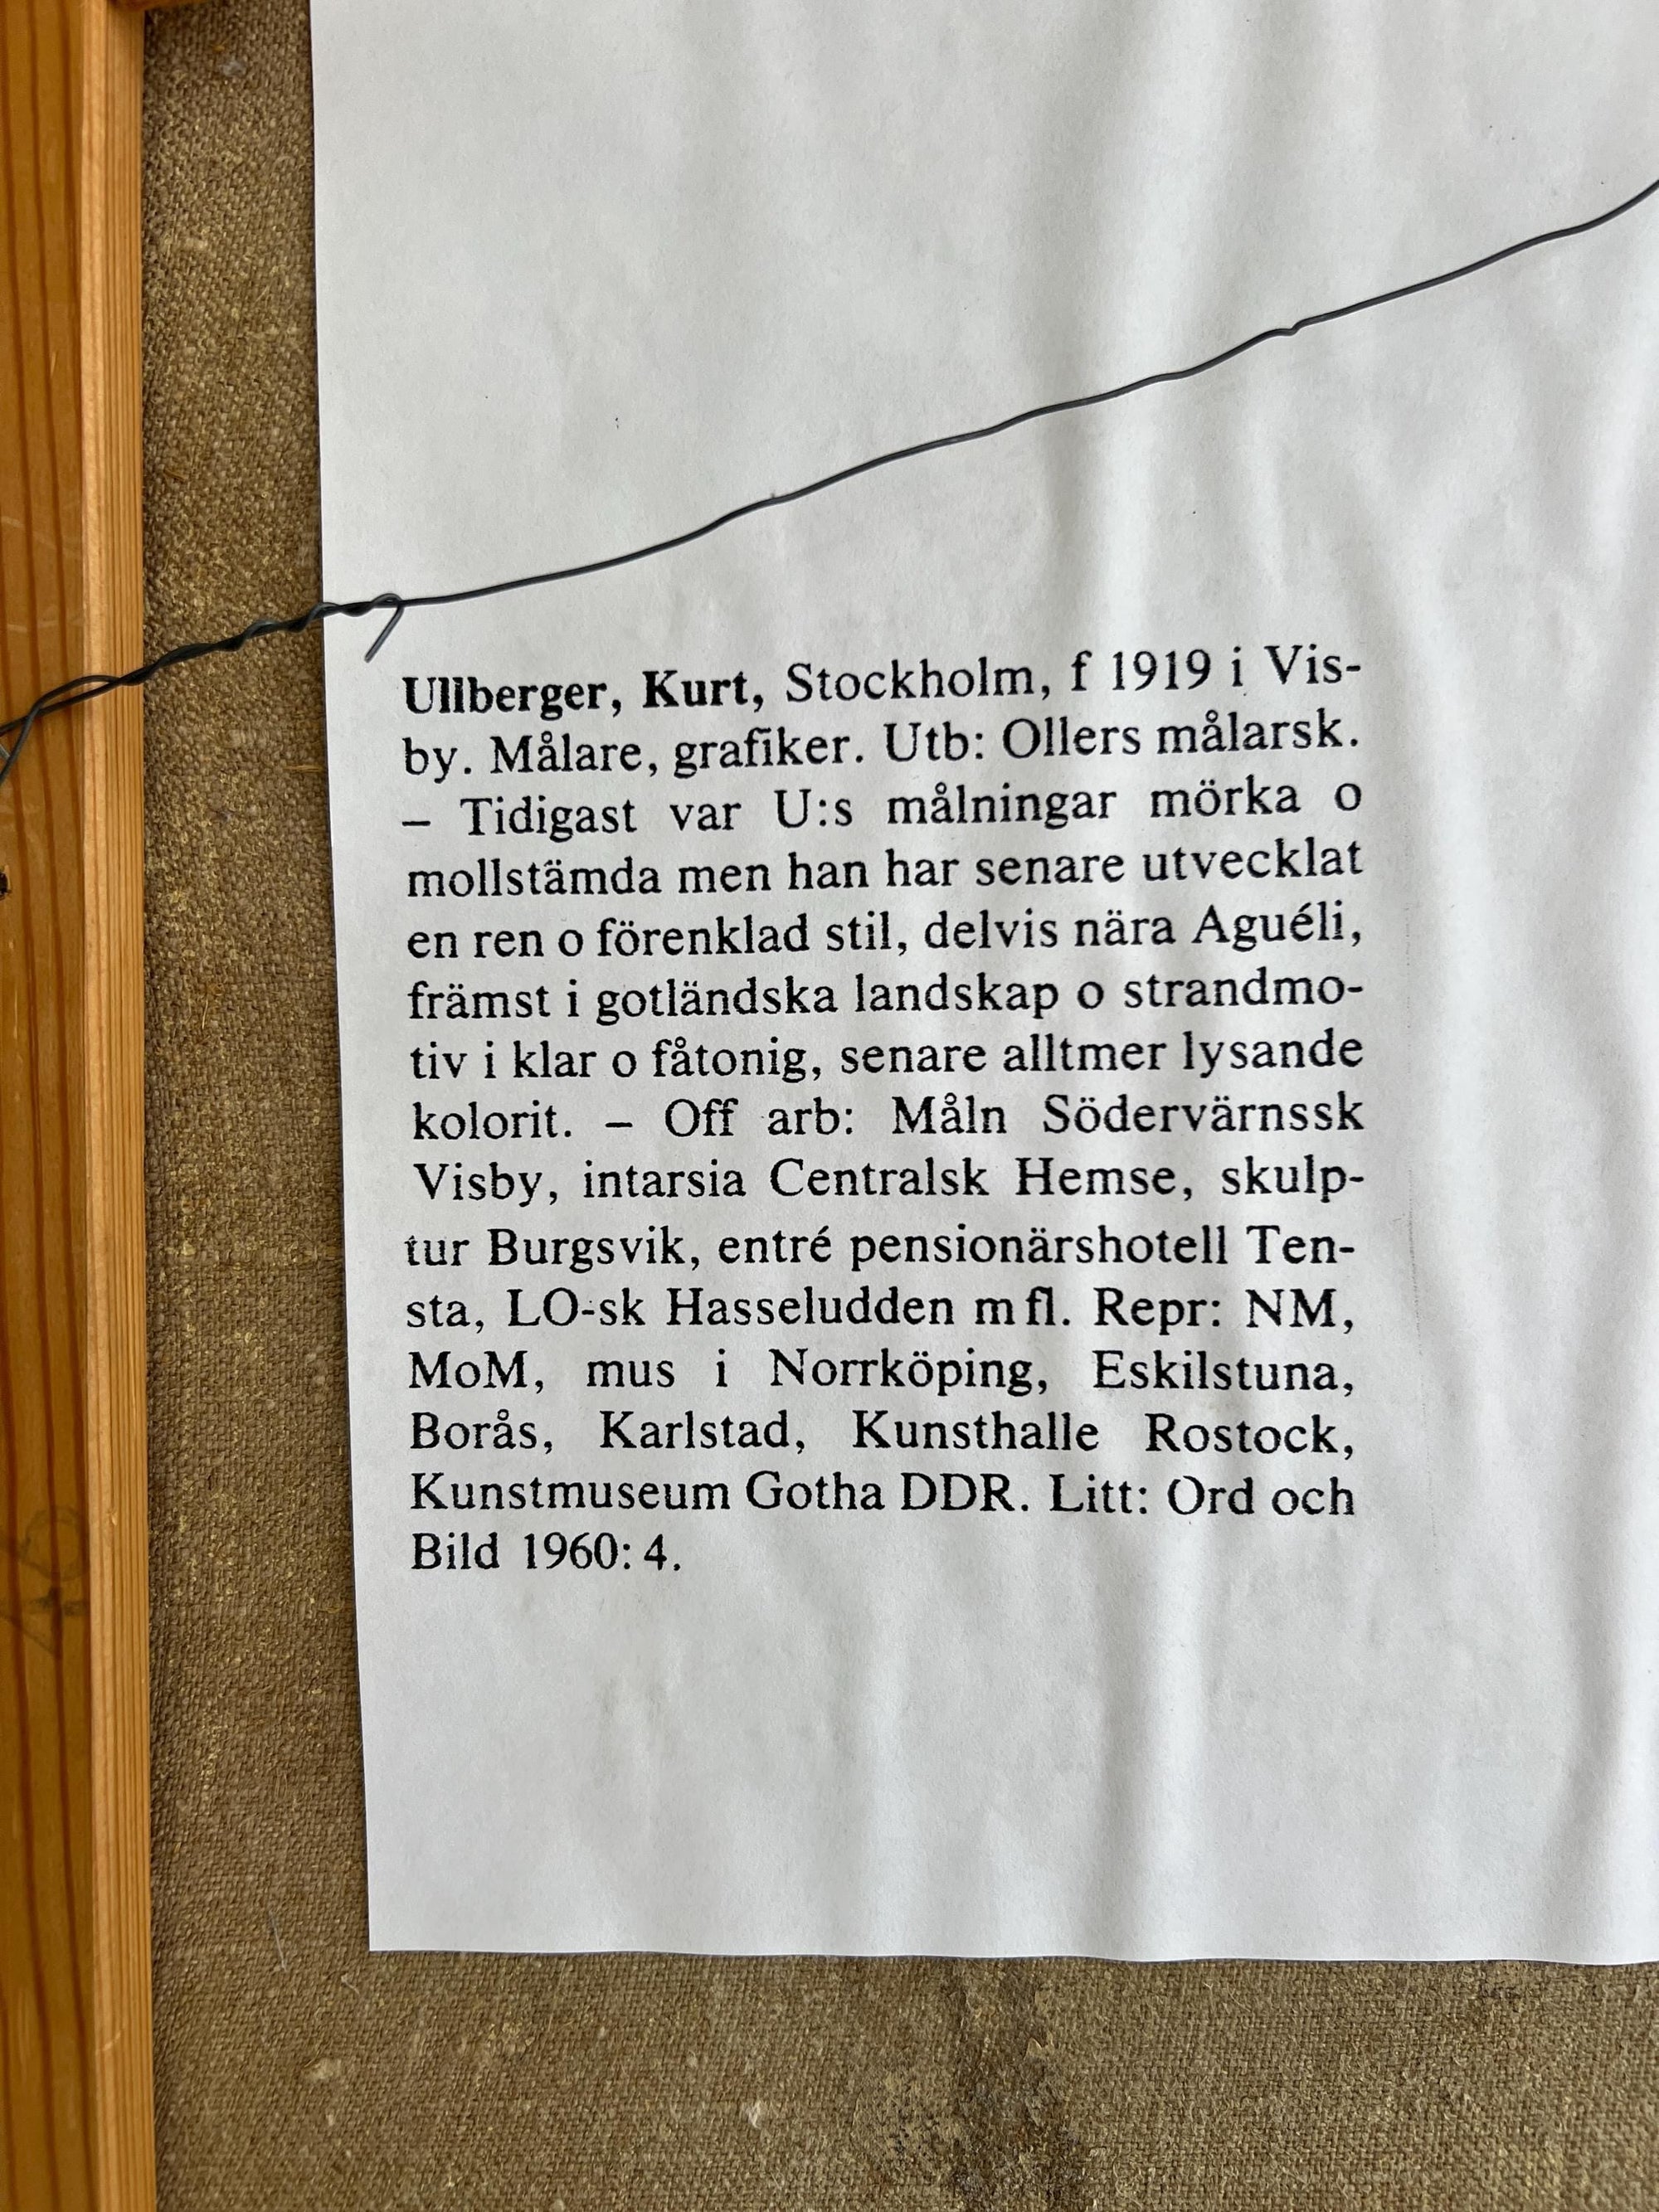 Ullberger, Kurt, Stockholm, f 1919 i Vis-
by. Målare, grafiker. Utb: Ollers målarsk.
– Tidigast var U:s målningar mörka o
mollstämda men han har senare utvecklat
en ren o förenklad stil, delvis nära Aguéli,
främst i gotländska landskap o strandmo-
tiv i klar o fåtonig, senare alltmer lysande
kolorit. – Off arb: Måln Södervärnssk
Visby, intarsia Centralsk Hemse, skulp-
tur Burgsvik, entré pensionärshotell Ten-
sta, LO-sk Hasseludden m fl. Repr: NM,
MoM, mus i Norrköping, Eskilstuna,
Borås, Karlstad, Kunsthalle Rostock,
Kunstmuseum Gotha DDR. Litt: Ord och
Bild 1960: 4.